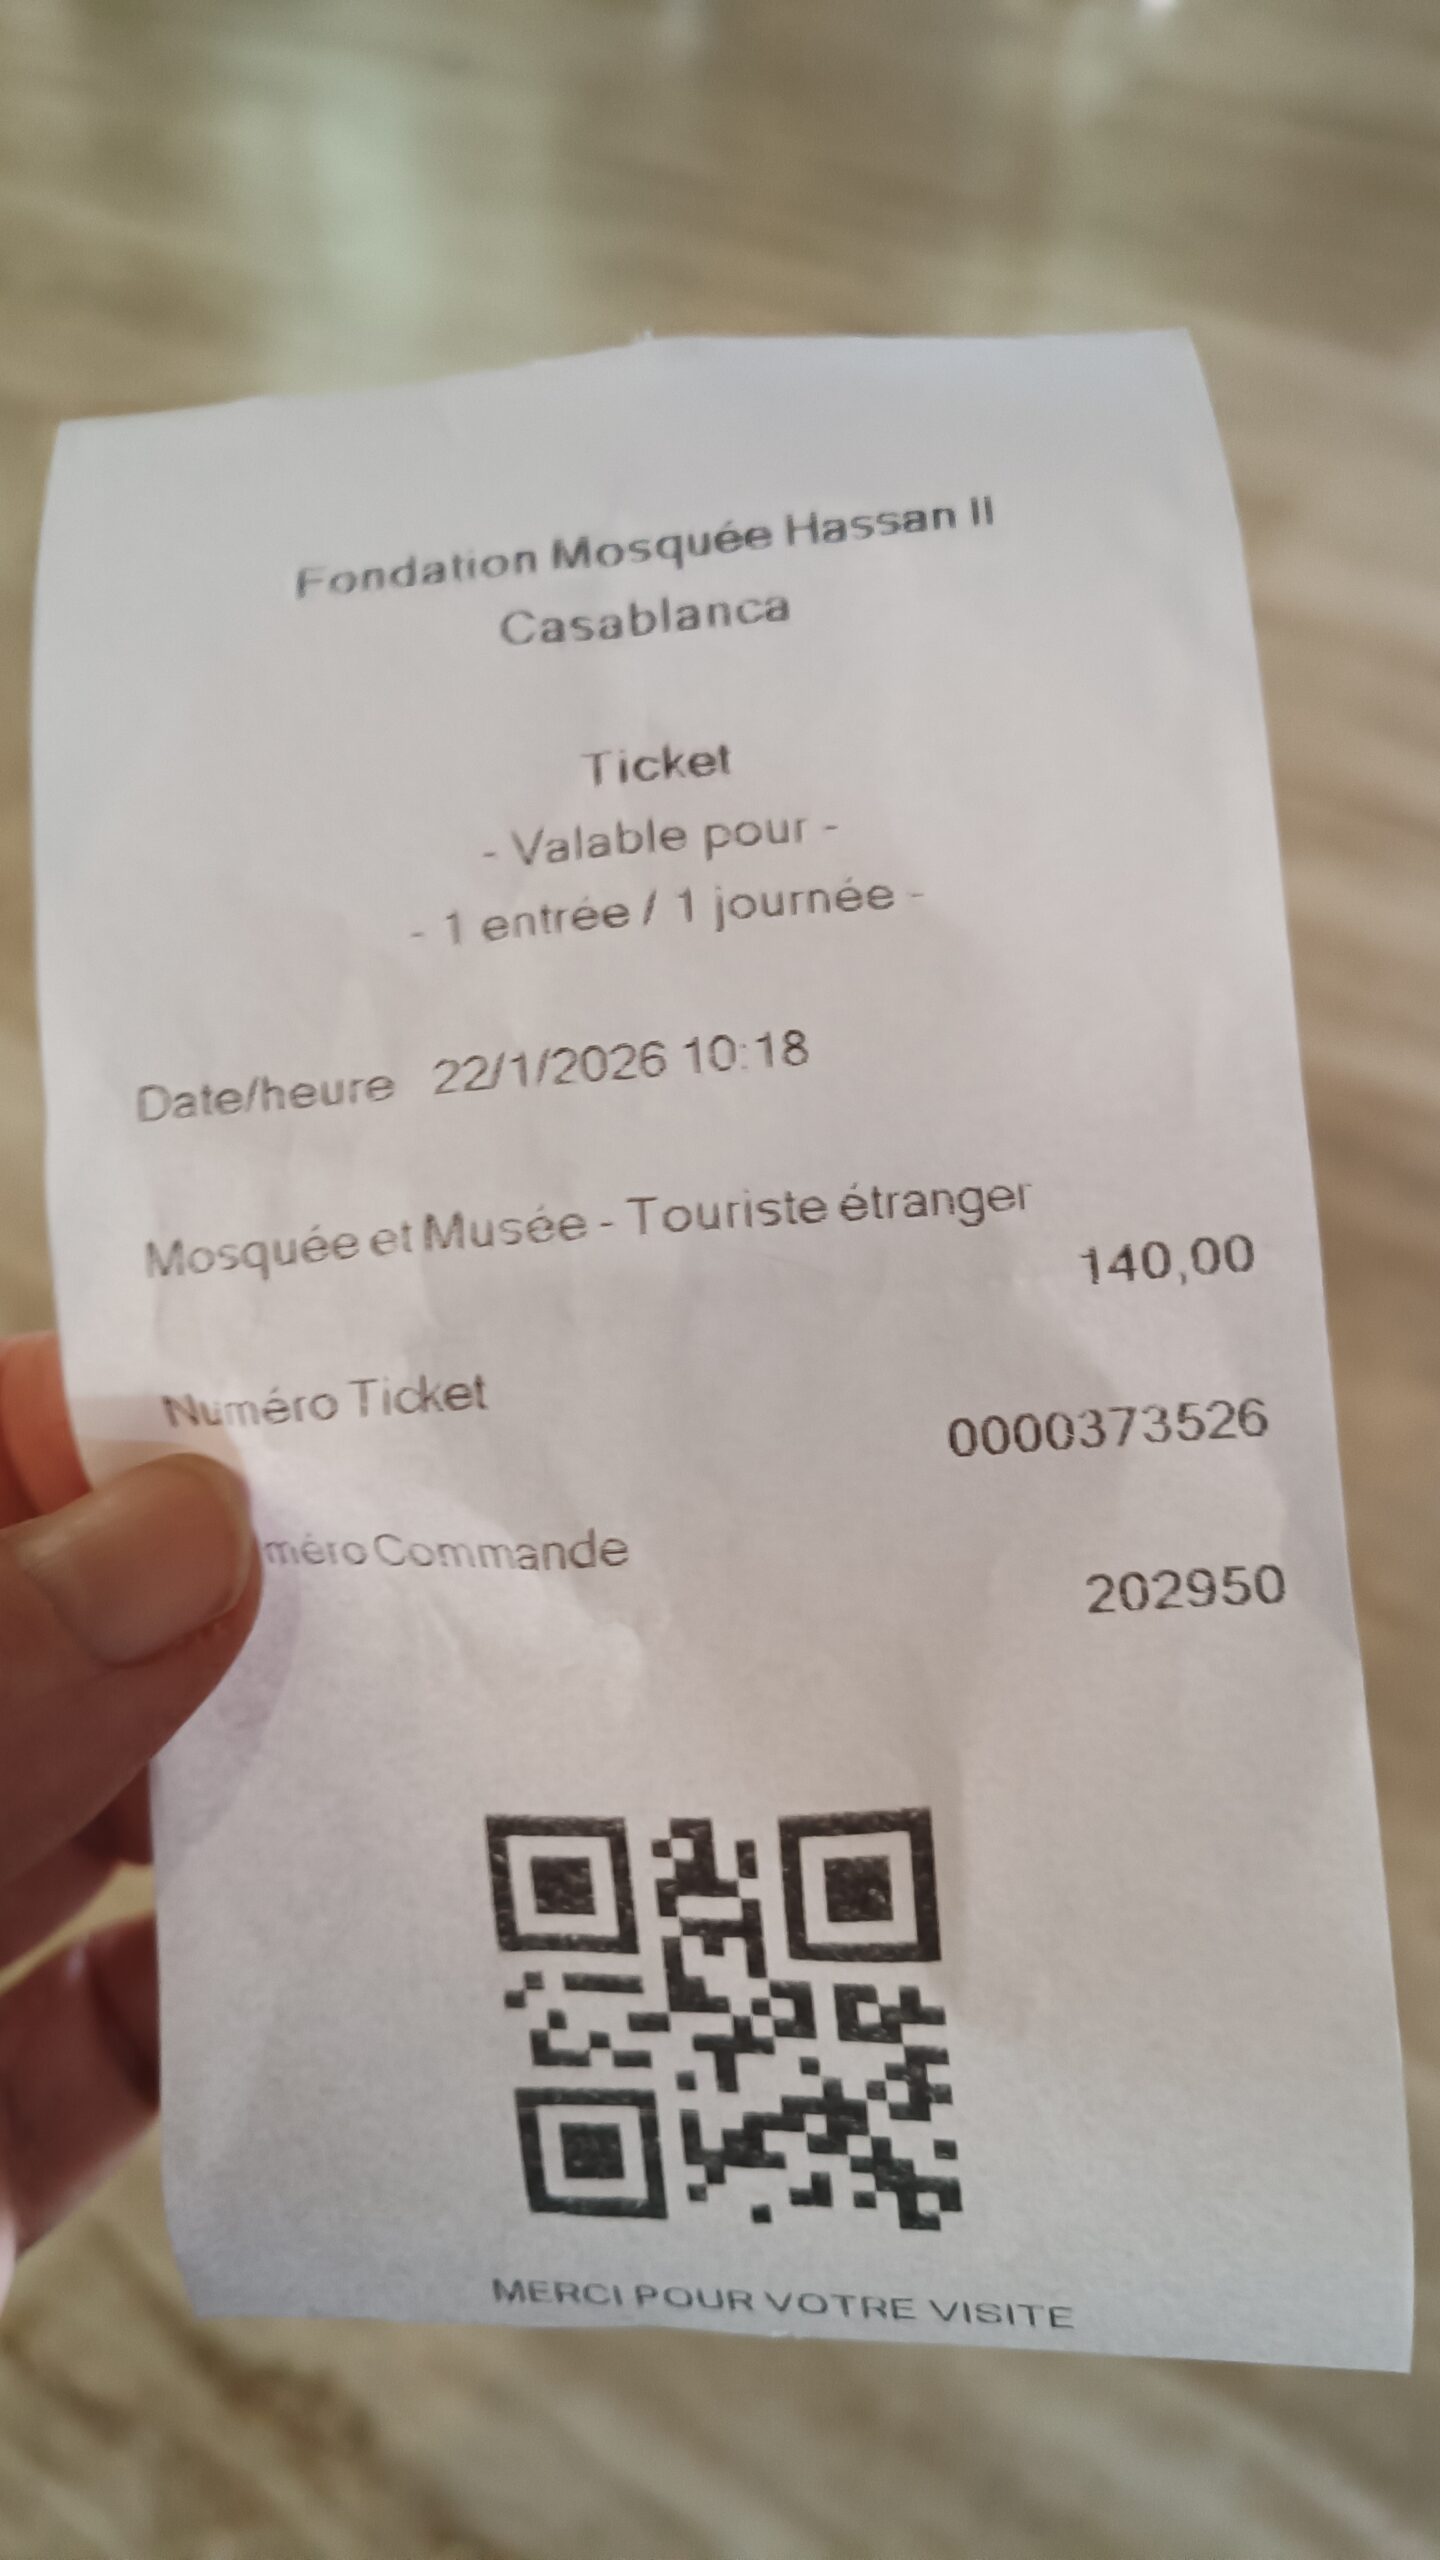 Fondation Mosquée Hassan II
Casablanca
Ticket
- Valable pour -
- 1 entrée / 1 journée -
Date/heure 22/1/2026 10:18
Mosquée et Musée - Touriste étranger
140,00
Numéro Ticket
0000373526
méro Commande
202950
MERCI POUR VOTRE VISITE